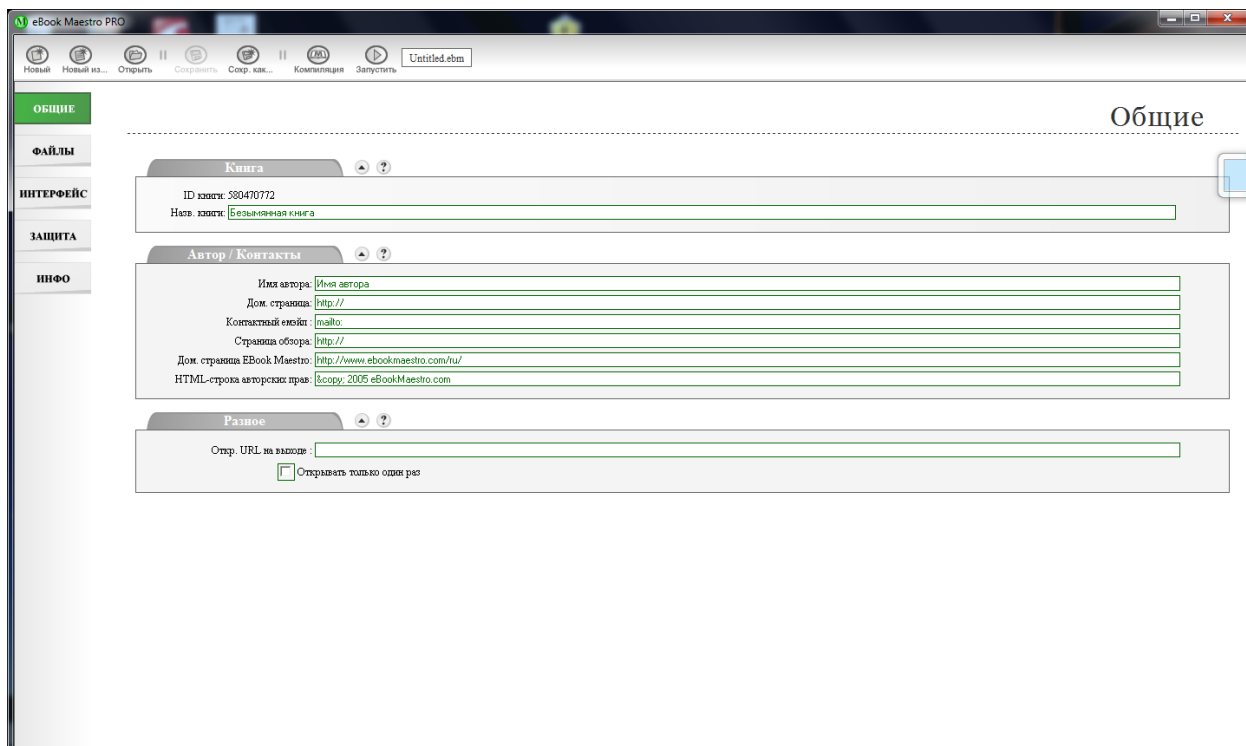 eBook Maestro PRO
Новый Новый из... Открыть Сохранить Сохр. как... Компиляция Запустить Untitled.ebm
ОБЩИЕ
ФАЙЛЫ
ИНТЕРФЕЙС
ЗАЩИТА
ИНФО
Общие
Книга ?
ID книги: 580470772
Назв. книги: Безымянная книга
Автор / Контакты ?
Имя автора: Имя автора
Дом. страница: http://
Контактный емэйл : mailto:
Страница обзора: http://
Дом. страница EBook Maestro: http://www.ebookmaestro.com/ru/
HTML-строка авторских прав: &copy; 2005 eBookMaestro.com
Разное ?
Откр. URL на выходе :
Открывать только один раз